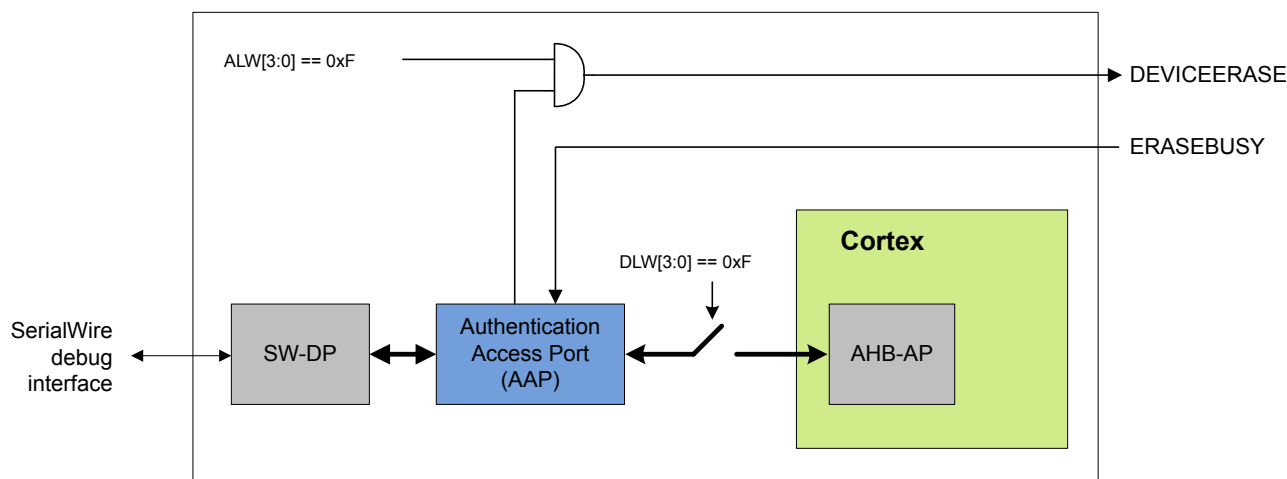 ALW[3:0] == 0xF
DEVICEERASE
ERASEBUSY
Cortex
DLW[3:0] == 0xF
SerialWire
debug
interface
SW-DP
Authentication
Access Port
(AAP)
AHB-AP